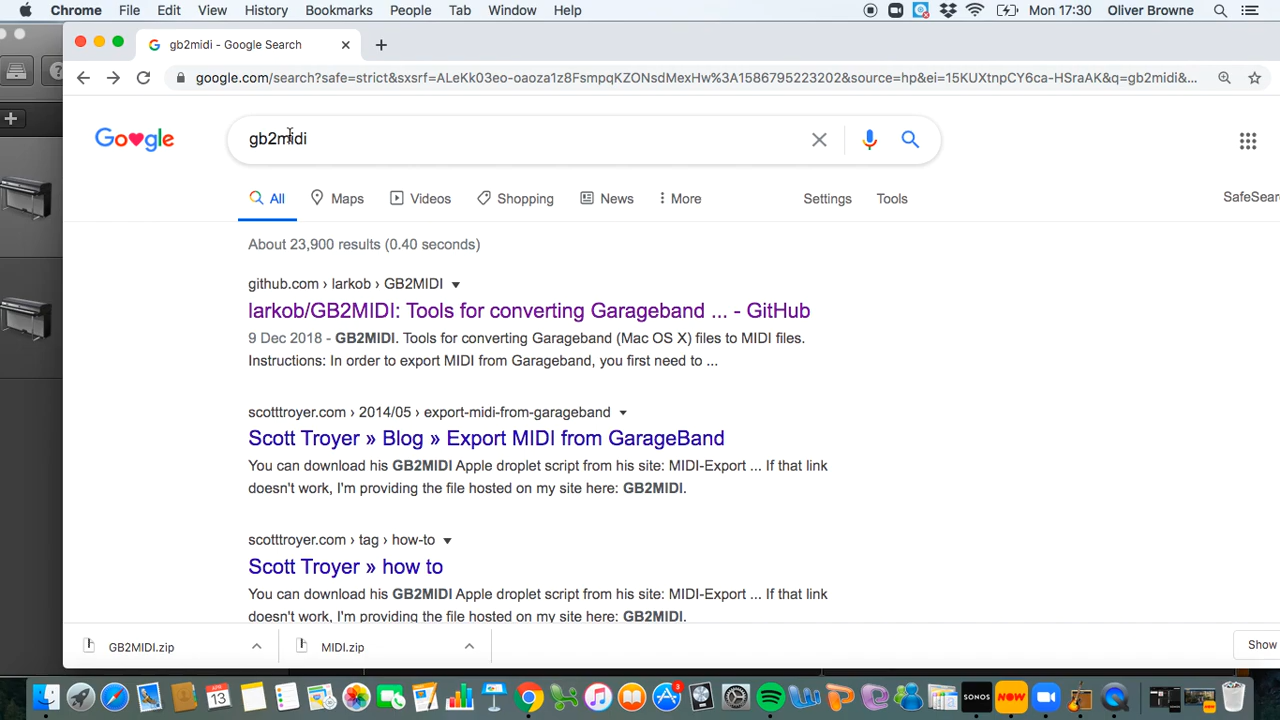 Chrome File Edit View History Bookmarks People Tab Window Help Mon 17:30 Oliver Browne
gb2midi - Google Search
google.com/search?safe=strict&sxsrf=ALeKk03eo-oaoza1z8FsmpqKZONsdMexHw%3A1586795223202&source=hp&ei=15KUXtnpCY6ca-HSraAK&q=gb2midi&...
Google
gb2midi
All Maps Videos Shopping News More Settings Tools
SafeSear
About 23,900 results (0.40 seconds)
github.com › larkob › GB2MIDI
larkob/GB2MIDI: Tools for converting Garageband ... - GitHub
9 Dec 2018 - GB2MIDI. Tools for converting Garageband (Mac OS X) files to MIDI files.
Instructions: In order to export MIDI from Garageband, you first need to ...
scotttroyer.com › 2014/05 › export-midi-from-garageband
Scott Troyer » Blog » Export MIDI from GarageBand
You can download his GB2MIDI Apple droplet script from his site: MIDI-Export ... If that link
doesn't work, I'm providing the file hosted on my site here: GB2MIDI.
scotttroyer.com › tag › how-to
Scott Troyer » how to
You can download his GB2MIDI Apple droplet script from his site: MIDI-Export ... If that link
doesn't work, I'm providing the file hosted on my site here: GB2MIDI.
GB2MIDI.zip MIDI.zip Show
APR 13 3 SONOS NOW